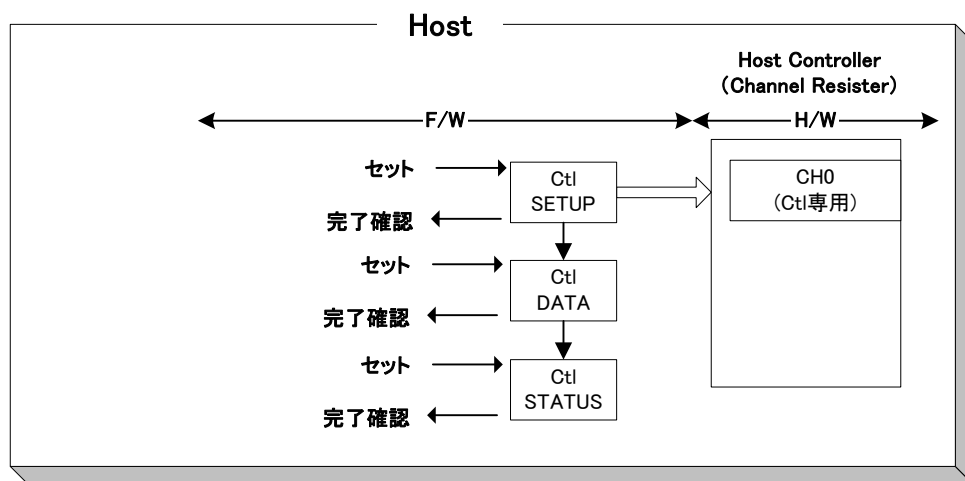 Host
Host Controller
(Channel Resister)
F/W
H/W
セット
Ctl
SETUP
CH0
(Ctl専用)
完了確認
セット
Ctl
DATA
完了確認
セット
Ctl
STATUS
完了確認